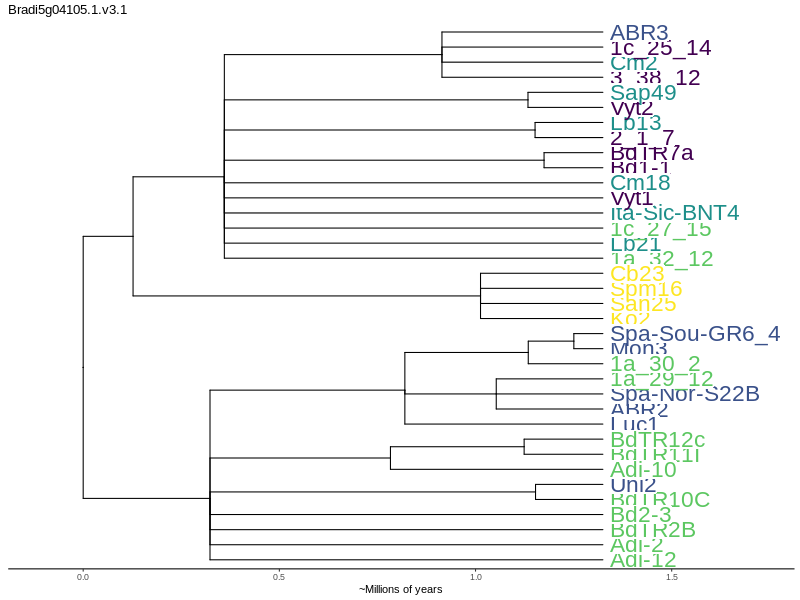 Bradi5g04105.1.v3.1
ABR3
1c_25_14
Cm2
3_38_12
Sap49
Vyt2
Lb13
2_1_7
BdTR7a
Bd1-1
Cm18
Vyt1
Ita-Sic-BNT4
1c_27_15
Lb21
1a_32_12
Cb23
Spm16
San25
Ko2
Spa-Sou-GR6_4
Mon3
1a_30_2
1a_29_12
Spa-Nor-S22B
ABR2
Luc1
BdTR12c
BdTR11I
Adi-10
Uni2
BdTR10C
Bd2-3
BdTR2B
Adi-2
Adi-12
0.0 0.5 1.0 1.5
~Millions of years